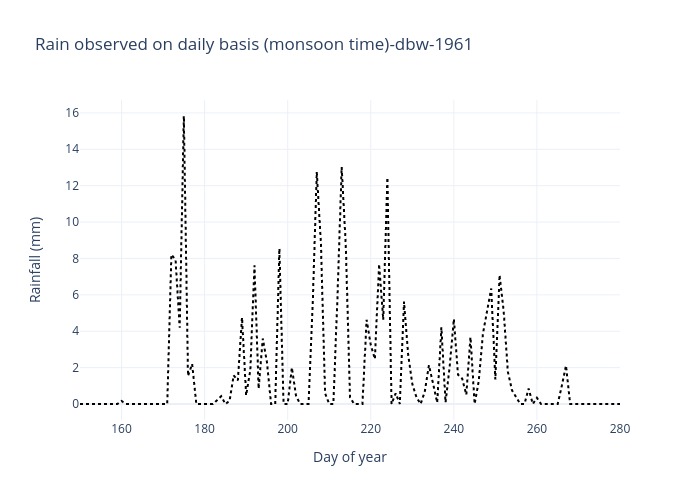 Rain observed on daily basis (monsoon time)-dbw-1961
16
14
12
10
8
6
4
2
0
Rainfall (mm)
160 180 200 220 240 260 280
Day of year